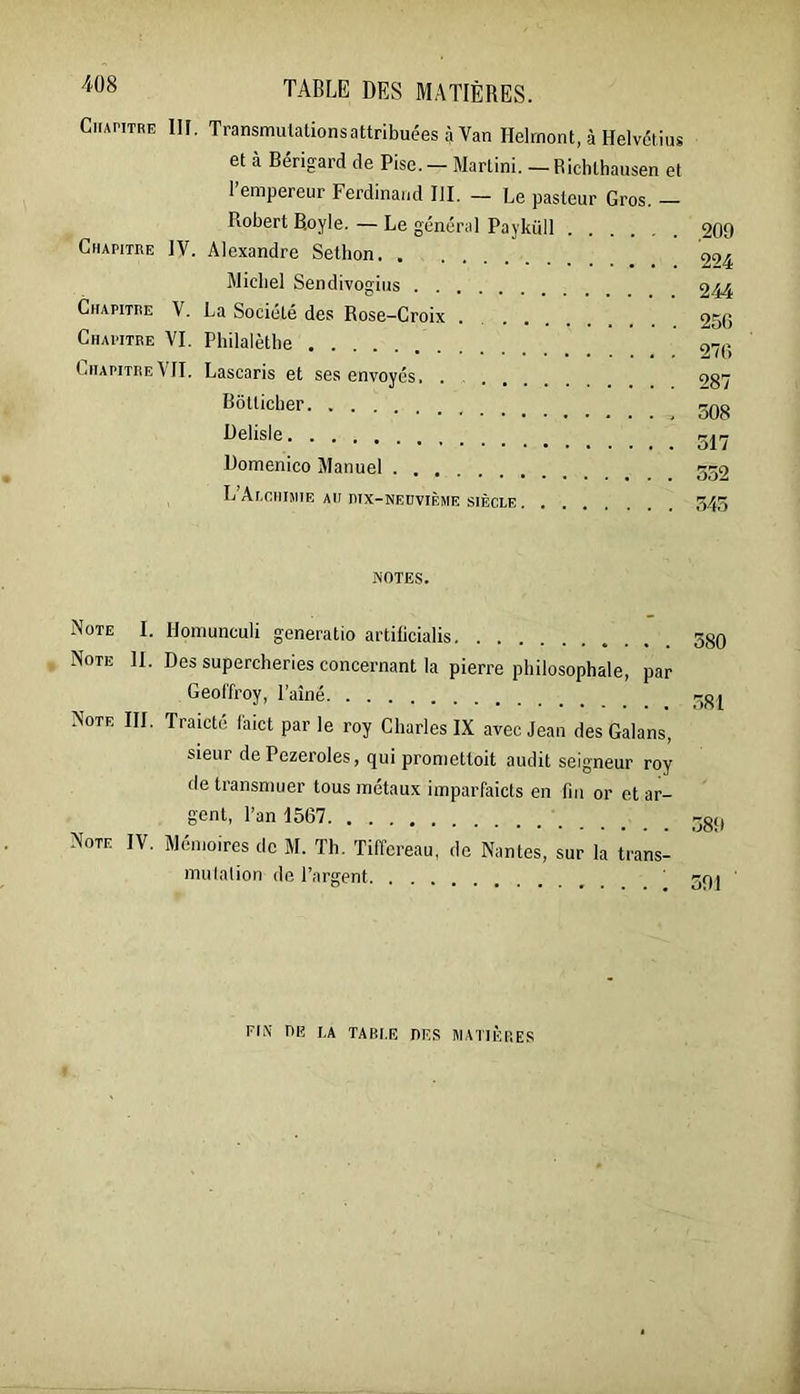 408 TABLE DES MATIÈRES.
CHAPITRE III. Transmutations attribuées à Van Helmont, à Helvétius
et à Bérigard de Pise. — Martini. — Richthausen et
l'empereur Ferdinand III. — Le pasteur Gros. —
Robert Boyle. — Le général Payküll . . . . . . 209
CHAPITRE IV. Alexandre Sethon. . . . . . . . . . . . . 224
Michel Sendivogius . . . . . . . . . . . . 244
CHAPITRE V. La Société des Rose-Croix . . . . . . . . . . 256
CHAPITRE VI. Philalèthe . . . . . . . . . . . . . . . . 276
CHAPITRE VII. Lascaris et ses envoyés. . . . . . . . . . . . 287
Bötticher. . . . . . . . . . . . . . . . . 308
Delisle. . . . . . . . . . . . . . . . . . 317
Domenico Manuel . . . . . . . . . . . . . 332
L'ALCHIMIE AU DIX-NEUVIÈME SIÈCLE. . . . . . . . 345
NOTES.
NOTE I. Homunculi generatio artificialis. . . . . . . . . . 380
NOTE II. Des supercheries concernant la pierre philosophale, par
Geoffroy, l'aîné. . . . . . . . . . . . . . . . 381
NOTE III. Traicté faict par le roy Charles IX avec Jean des Galans,
sieur de Pezeroles, qui promettoit audit seigneur roy
de transmuer tous métaux imparfaicts en fin or et ar-
gent, l'an 1567. . . . . . . . . . . . . . . . 389
NOTE IV. Mémoires de M. Th. Tiffereau, de Nantes, sur la trans-
mutation de l'argent. . . . . . . . . . . . . . 391
FIN DE LA TABLE DES MATIÈRES